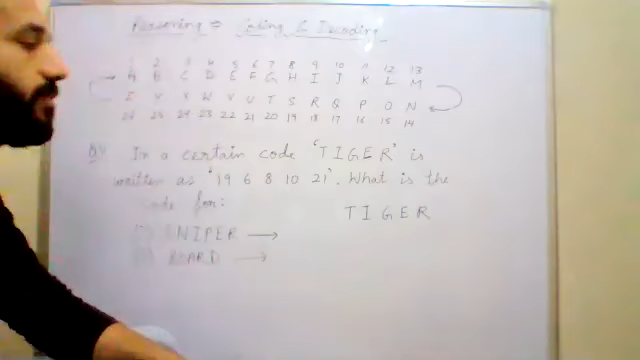 Reasoning ⇒ Coding & Decoding
1 2 3 4 5 6 7 8 9 10 11 12 13
A B C D E F G H I J K L M
Z Y X W V U T S R Q P O N
26 25 24 23 22 21 20 19 18 17 16 15 14
In a certain code 'TIGER' is
written as '19 6 8 10 21'. What is the
code for:
TIGER
SNIPER →
BOARD →